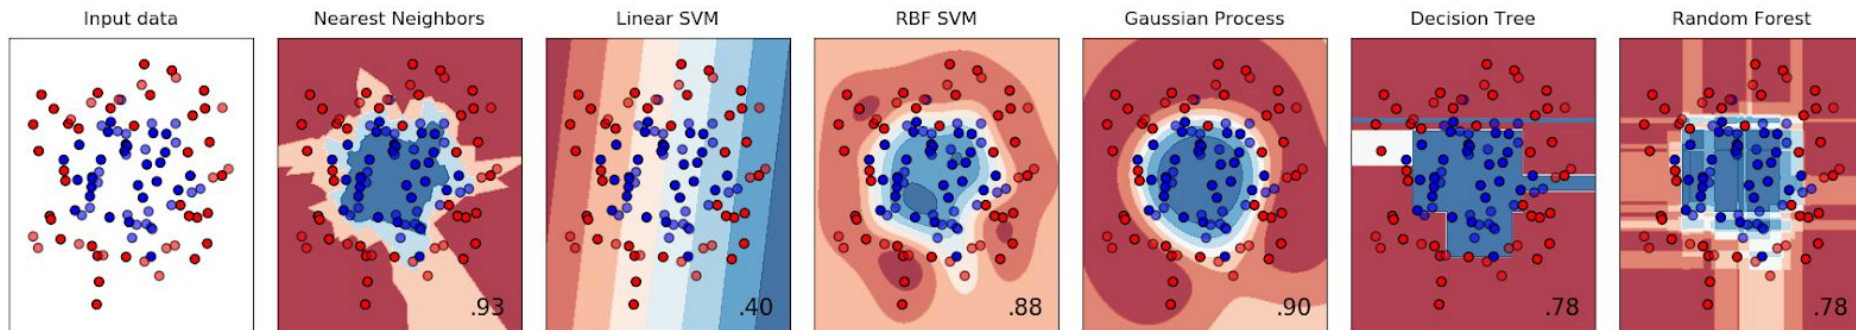 Input data
Nearest Neighbors
Linear SVM
RBF SVM
Gaussian Process
Decision Tree
Random Forest
.93
.40
.88
.90
.78
.78